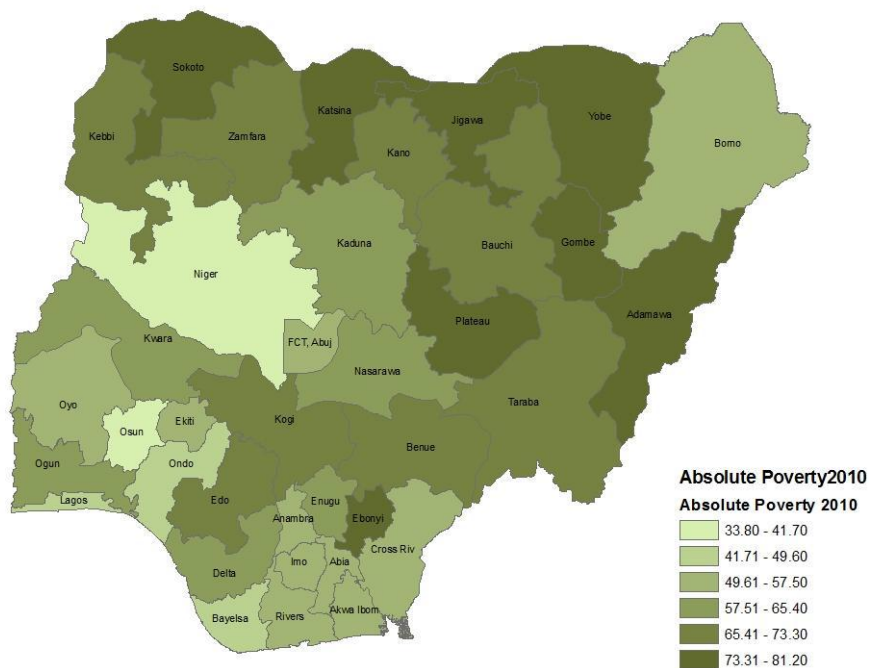 Sokoto
Katsina
Jigawa
Yobe
Borno
Kebbi
Zamfara
Kano
Kaduna
Bauchi
Gombe
Niger
Adamawa
Plateau
Kwara
FCT, Abuj
Nasarawa
Taraba
Oyo
Osun
Ekiti
Kogi
Benue
Ogun
Ondo
Lagos
Edo
Enugu
Anambra
Ebonyi
Cross Riv
Delta
Imo
Abia
Bayelsa
Rivers
Akwa Ibom
Absolute Poverty2010
Absolute Poverty 2010
33.80 - 41.70
41.71 - 49.60
49.61 - 57.50
57.51 - 65.40
65.41 - 73.30
73.31 - 81.20